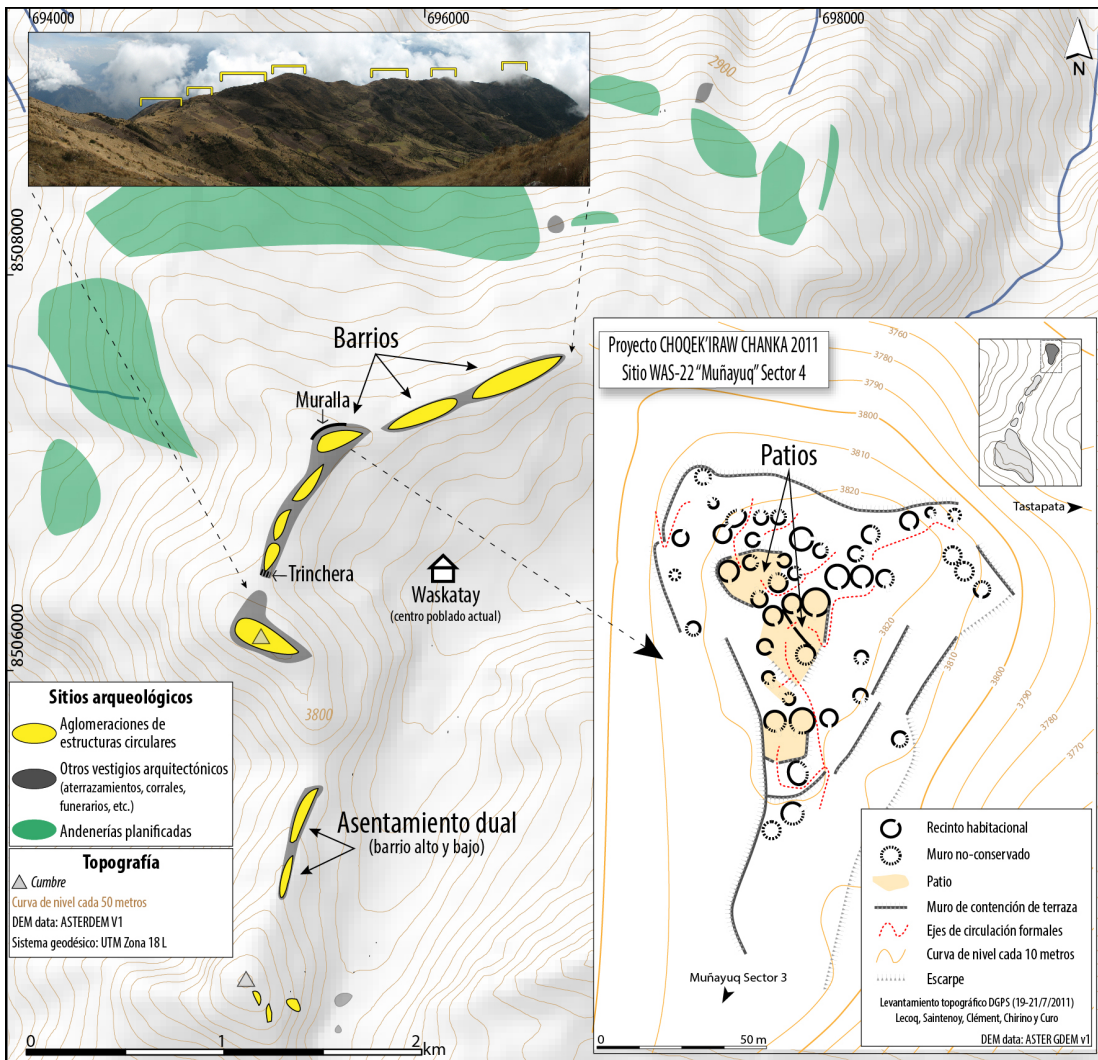 694000
696000
698000
N
2900
8508000
8506000
Barrios
Muralla
Trinchera
Waskatay
(centro poblado actual)
3800
Asentamiento dual
(barrio alto y bajo)
Sitios arqueológicos
Aglomeraciones de
estructuras circulares
Otros vestigios arquitectónicos
(aterrazamientos, corrales,
funerarios, etc.)
Andenerías planificadas
Topografía
Cumbre
Curva de nivel cada 50 metros
DEM data: ASTERDEM V1
Sistema geodésico: UTM Zona 18 L
0
1
2
km
Proyecto CHOQEK'IRAW CHANKA 2011
Sitio WAS-22 "Muñayuq" Sector 4
3760
3780
3790
3800
3810
3820
Patios
Tastapata
3820
3810
3800
3790
3780
3770
Muñayuq Sector 3
Recinto habitacional
Muro no-conservado
Patio
Muro de contención de terraza
Ejes de circulación formales
Curva de nivel cada 10 metros
Escarpe
Levantamiento topográfico DGPS (19-21/7/2011)
Lecoq, Saintenoy, Clément, Chirino y Curo
DEM data: ASTER GDEM v1
0
50 m